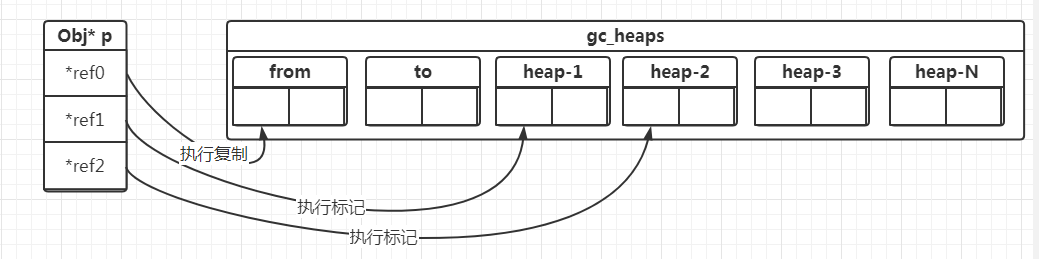 Obj* p
*ref0
*ref1
*ref2
gc_heaps
from
to
heap-1
heap-2
heap-3
heap-N
执行复制
执行标记
执行标记